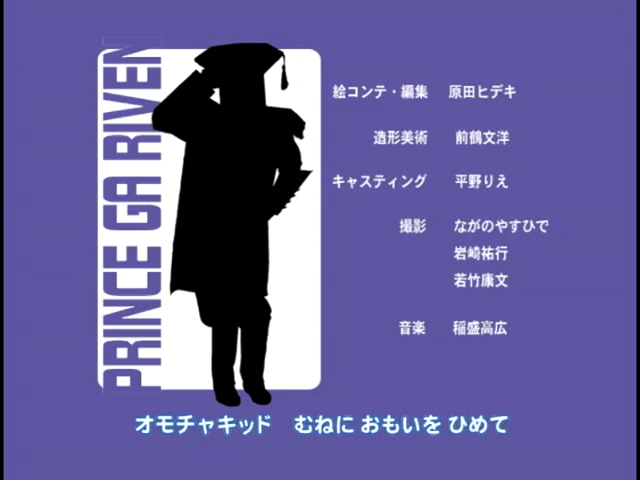 PRINCE GA RIVEN
絵コンテ・編集 原田ヒデキ
造形美術 前鶴文洋
キャスティング 平野りえ
撮影 ながのやすひで
岩崎祐行
若竹康文
音楽 稲盛高広
オモチャキッド むねに おもいを ひめて